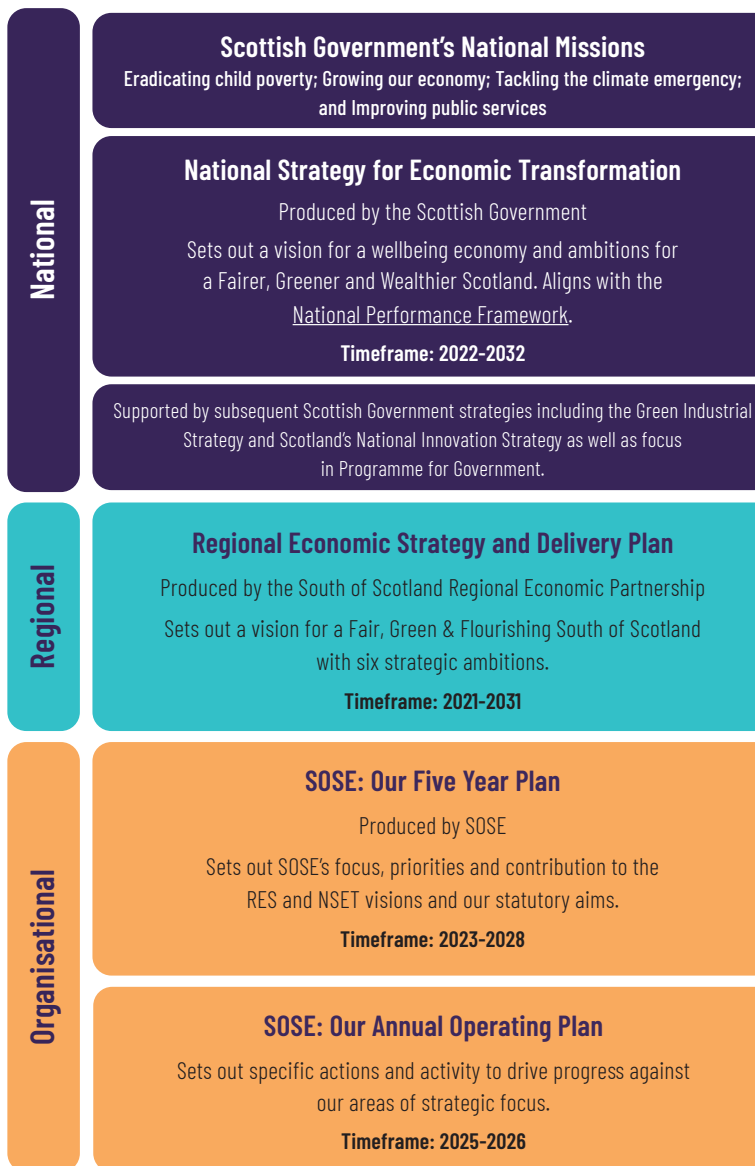 National
Scottish Government's National Missions
Eradicating child poverty; Growing our economy; Tackling the climate emergency;
and Improving public services
National Strategy for Economic Transformation
Produced by the Scottish Government
Sets out a vision for a wellbeing economy and ambitions for
a Fairer, Greener and Wealthier Scotland. Aligns with the
National Performance Framework.
Timeframe: 2022-2032
Supported by subsequent Scottish Government strategies including the Green Industrial
Strategy and Scotland's National Innovation Strategy as well as focus
in Programme for Government.
Regional
Regional Economic Strategy and Delivery Plan
Produced by the South of Scotland Regional Economic Partnership
Sets out a vision for a Fair, Green & Flourishing South of Scotland
with six strategic ambitions.
Timeframe: 2021-2031
Organisational
SOSE: Our Five Year Plan
Produced by SOSE
Sets out SOSE's focus, priorities and contribution to the
RES and NSET visions and our statutory aims.
Timeframe: 2023-2028
SOSE: Our Annual Operating Plan
Sets out specific actions and activity to drive progress against
our areas of strategic focus.
Timeframe: 2025-2026